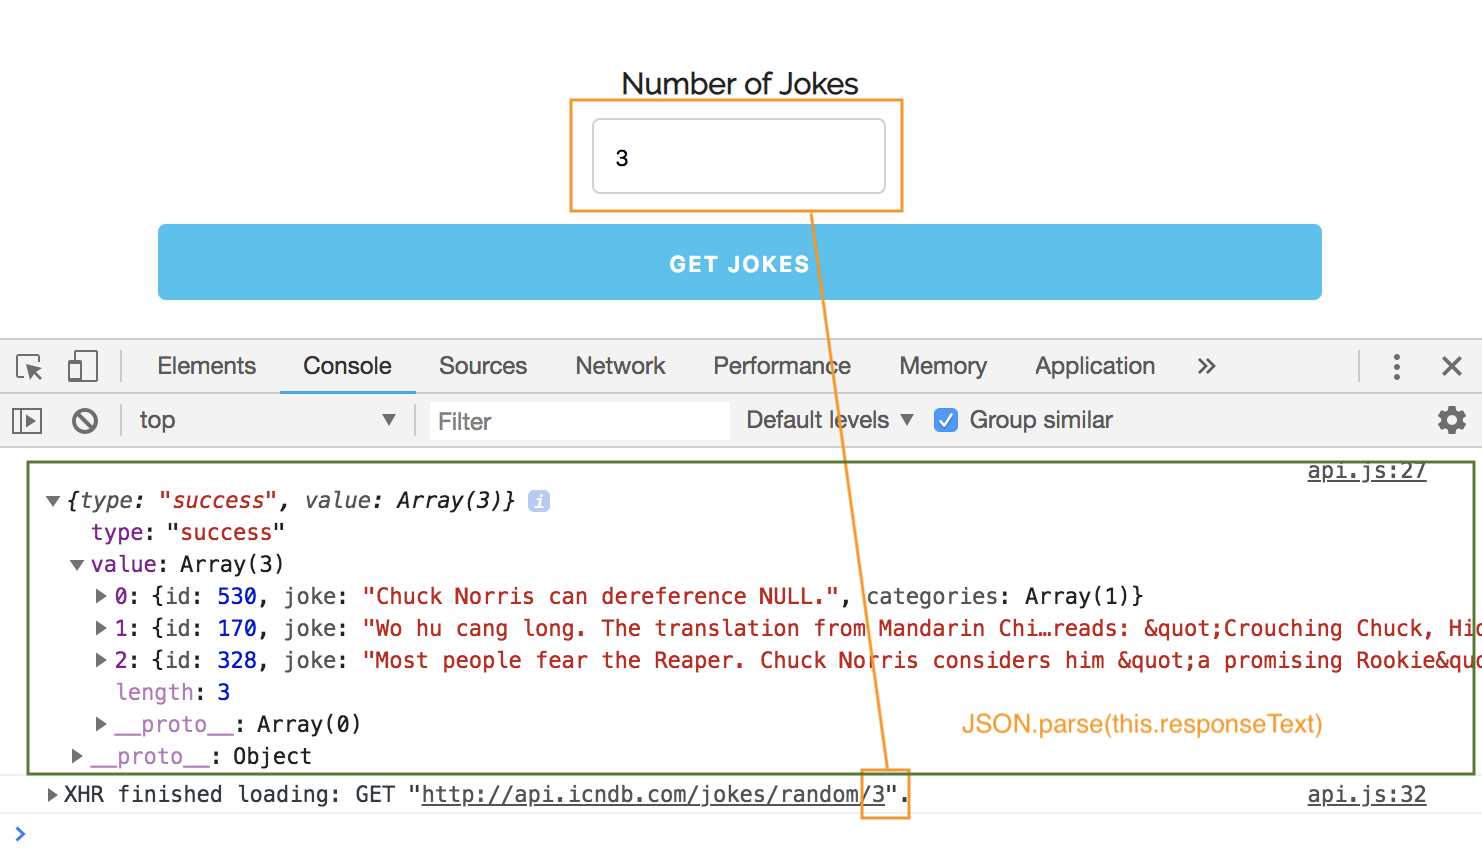 Number of Jokes
3
GET JOKES
Elements Console Sources Network Performance Memory Application »
top Filter Default levels Group similar
api.js:27
{type: "success", value: Array(3)} i
type: "success"
value: Array(3)
0: {id: 530, joke: "Chuck Norris can dereference NULL.", categories: Array(1)}
1: {id: 170, joke: "Wo hu cang long. The translation from Mandarin Chi…reads: &quot;Crouching Chuck, Hid
2: {id: 328, joke: "Most people fear the Reaper. Chuck Norris considers him &quot;a promising Rookie&quo
length: 3
__proto__: Array(0)
JSON.parse(this.responseText)
__proto__: Object
XHR finished loading: GET "http://api.icndb.com/jokes/random/3". api.js:32